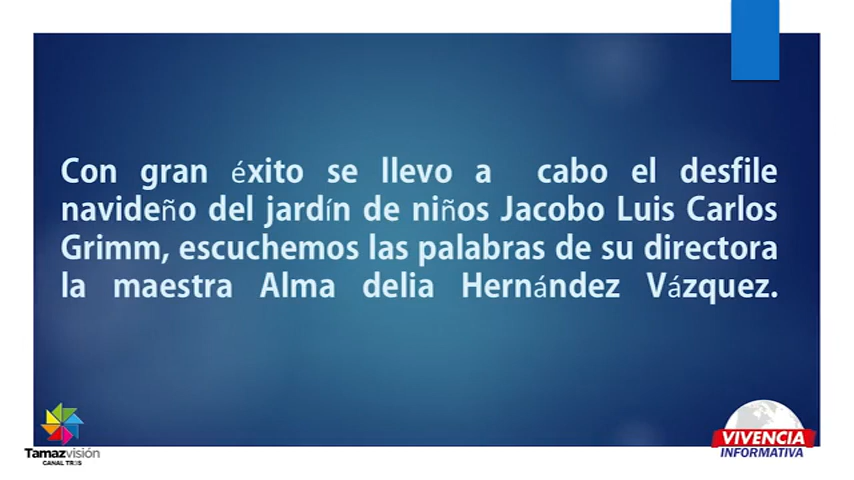 Con gran éxito se llevo a cabo el desfile
navideño del jardín de niños Jacobo Luis Carlos
Grimm, escuchemos las palabras de su directora
la maestra Alma delia Hernández Vázquez.
Tamazvisión
CANAL TR3S
VIVENCIA
INFORMATIVA